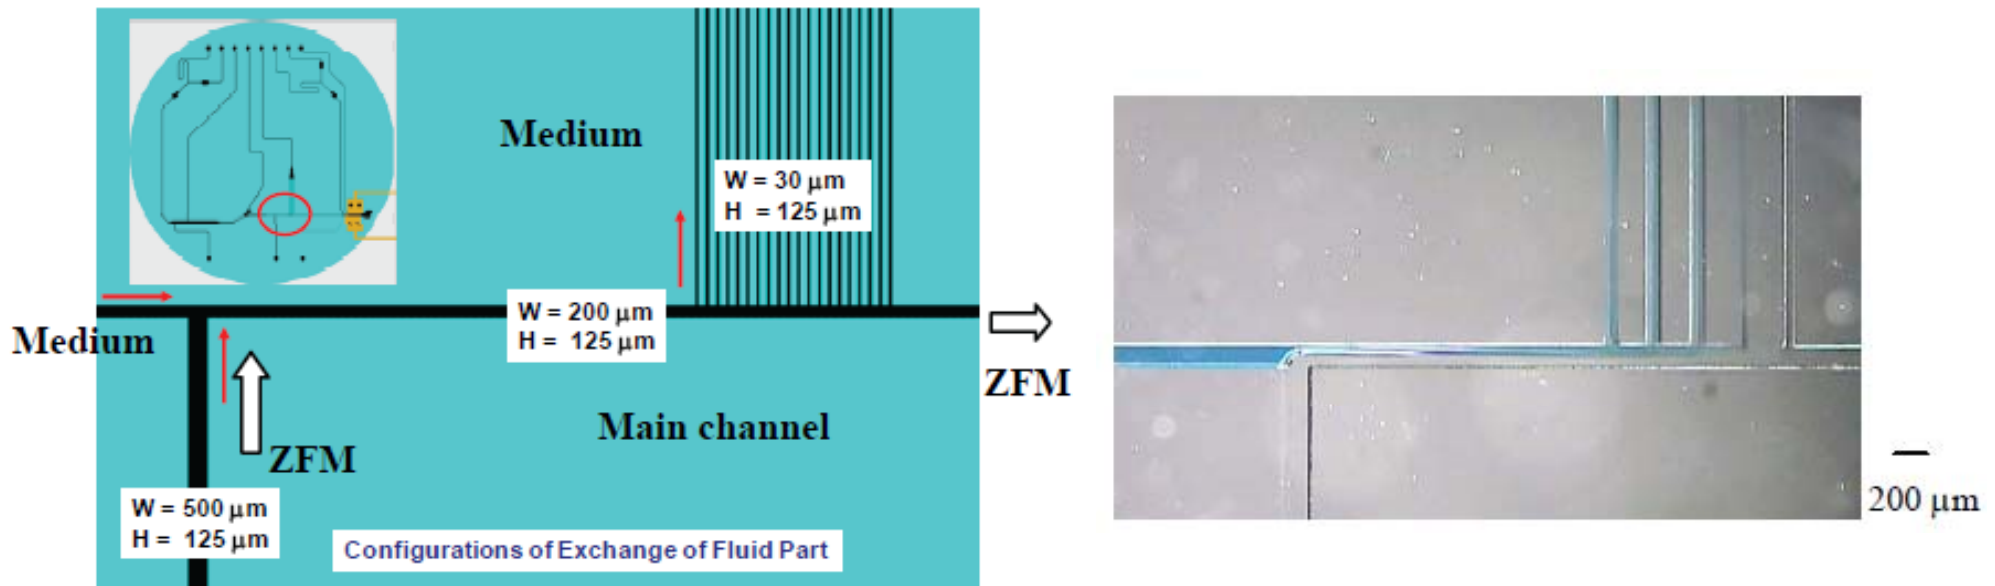 Medium
W = 30 µm
H = 125 µm
W = 200 µm
H = 125 µm
Medium
ZFM
Main channel
ZFM
W = 500 µm
H = 125 µm
Configurations of Exchange of Fluid Part
200 µm